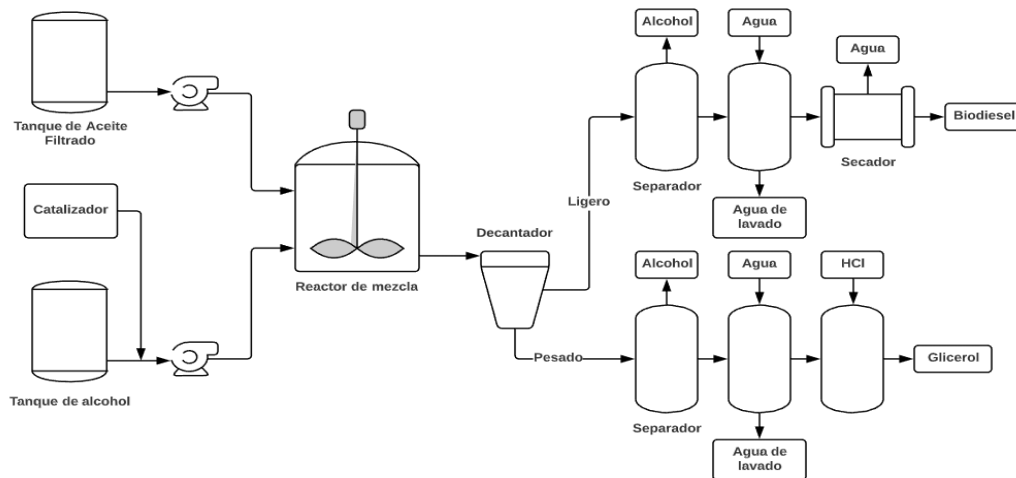 Alcohol
Agua
Agua
Biodiesel
Tanque de Aceite
Filtrado
Secador
Separador
Catalizador
Ligero
Agua de
lavado
Decantador
Alcohol
Agua
HCl
Reactor de mezcla
Pesado
Glicerol
Tanque de alcohol
Separador
Agua de
lavado